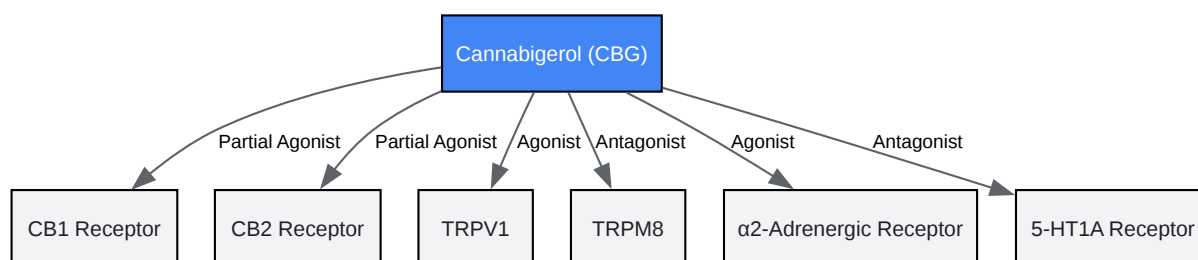 Cannabigerol (CBG)
Partial Agonist
Partial Agonist
Agonist
Antagonist
Agonist
Antagonist
CB1 Receptor
CB2 Receptor
TRPV1
TRPM8
α2-Adrenergic Receptor
5-HT1A Receptor